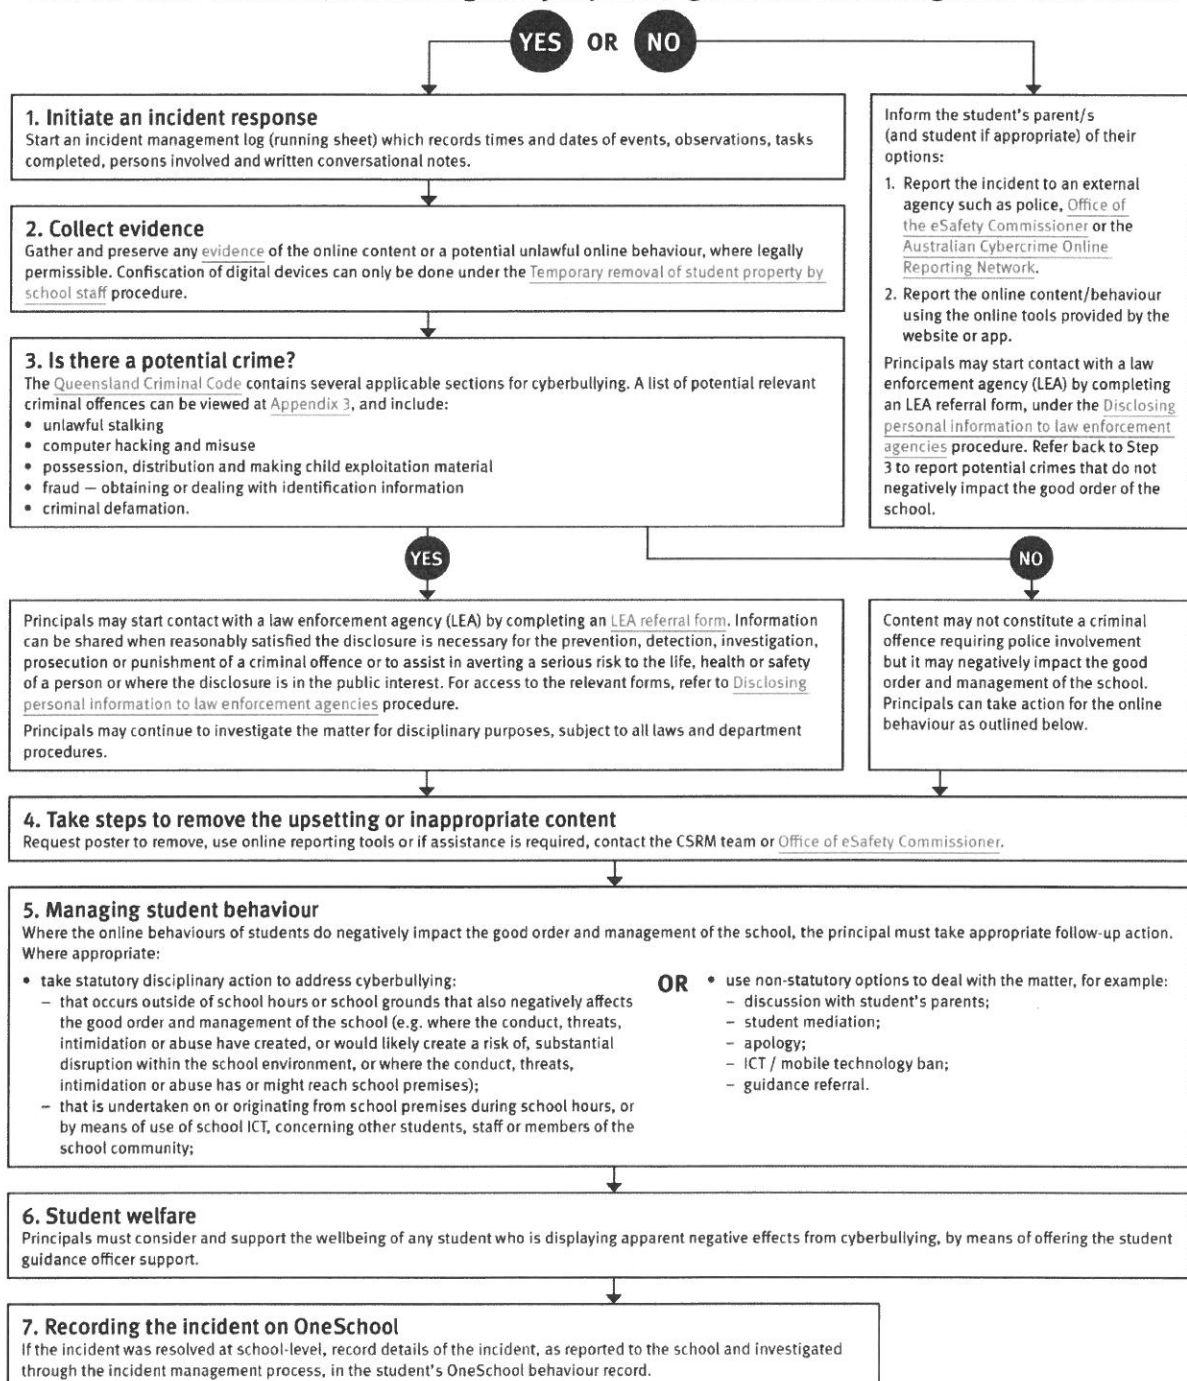 YES OR NO
1. Initiate an incident response
Start an incident management log (running sheet) which records times and dates of events, observations, tasks
completed, persons involved and written conversational notes.
2. Collect evidence
Gather and preserve any evidence of the online content or a potential unlawful online behaviour, where legally
permissible. Confiscation of digital devices can only be done under the Temporary removal of student property by
school staff procedure.
3. Is there a potential crime?
The Queensland Criminal Code contains several applicable sections for cyberbullying. A list of potential relevant
criminal offences can be viewed at Appendix 3, and include:
• unlawful stalking
• computer hacking and misuse
• possession, distribution and making child exploitation material
• fraud — obtaining or dealing with identification information
• criminal defamation.
Inform the student's parent/s
(and student if appropriate) of their
options:
1. Report the incident to an external
agency such as police, Office of
the eSafety Commissioner or the
Australian Cybercrime Online
Reporting Network.
2. Report the online content/behaviour
using the online tools provided by the
website or app.
Principals may start contact with a law
enforcement agency (LEA) by completing
an LEA referral form, under the Disclosing
personal information to law enforcement
agencies procedure. Refer back to Step
3 to report potential crimes that do not
negatively impact the good order of the
school.
YES
NO
Principals may start contact with a law enforcement agency (LEA) by completing an LEA referral form. Information
can be shared when reasonably satisfied the disclosure is necessary for the prevention, detection, investigation,
prosecution or punishment of a criminal offence or to assist in averting a serious risk to the life, health or safety
of a person or where the disclosure is in the public interest. For access to the relevant forms, refer to Disclosing
personal information to law enforcement agencies procedure.
Principals may continue to investigate the matter for disciplinary purposes, subject to all laws and department
procedures.
Content may not constitute a criminal
offence requiring police involvement
but it may negatively impact the good
order and management of the school.
Principals can take action for the online
behaviour as outlined below.
4. Take steps to remove the upsetting or inappropriate content
Request poster to remove, use online reporting tools or if assistance is required, contact the CSRM team or Office of eSafety Commissioner.
5. Managing student behaviour
Where the online behaviours of students do negatively impact the good order and management of the school, the principal must take appropriate follow-up action.
Where appropriate:
• take statutory disciplinary action to address cyberbullying:
– that occurs outside of school hours or school grounds that also negatively affects
the good order and management of the school (e.g. where the conduct, threats,
intimidation or abuse have created, or would likely create a risk of, substantial
disruption within the school environment, or where the conduct, threats,
intimidation or abuse has or might reach school premises);
– that is undertaken on or originating from school premises during school hours, or
by means of use of school ICT, concerning other students, staff or members of the
school community;
OR
• use non-statutory options to deal with the matter, for example:
– discussion with student's parents;
– student mediation;
– apology;
– ICT / mobile technology ban;
– guidance referral.
6. Student welfare
Principals must consider and support the wellbeing of any student who is displaying apparent negative effects from cyberbullying, by means of offering the student
guidance officer support.
7. Recording the incident on OneSchool
If the incident was resolved at school-level, record details of the incident, as reported to the school and investigated
through the incident management process, in the student's OneSchool behaviour record.